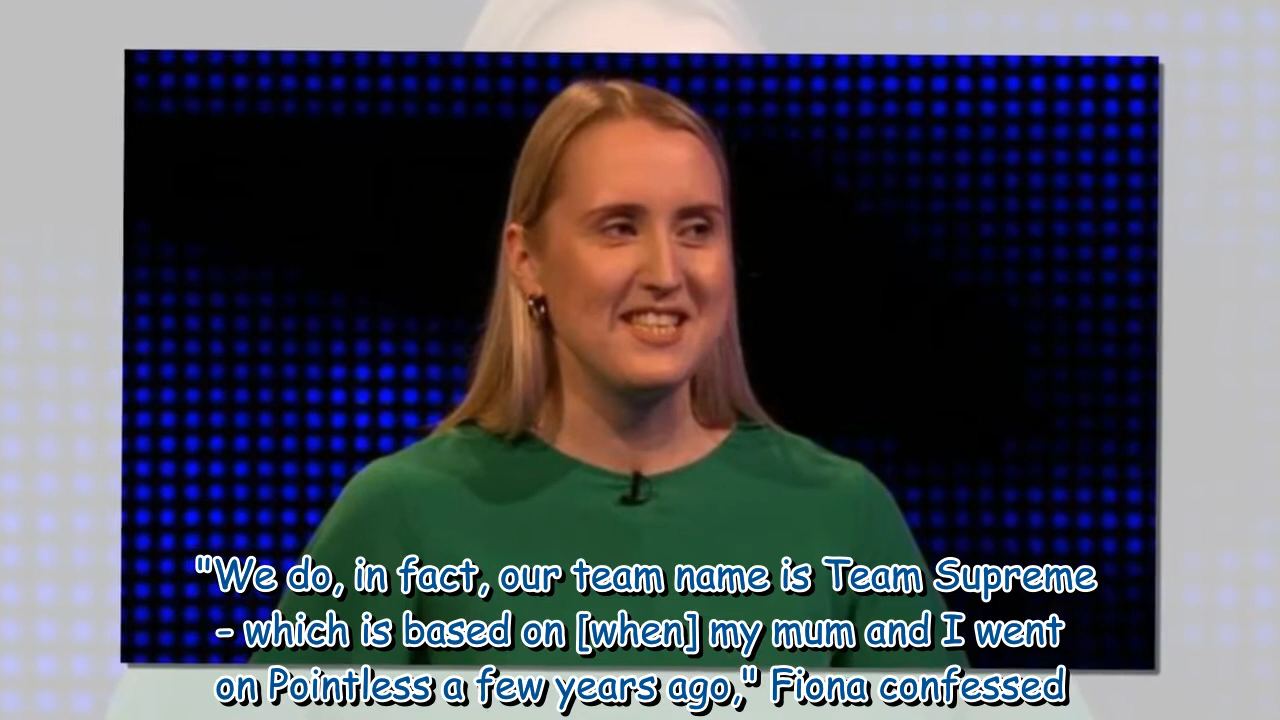 "We do, in fact, our team name is Team Supreme
- which is based on [when] my mum and I went
on Pointless a few years ago," Fiona confessed